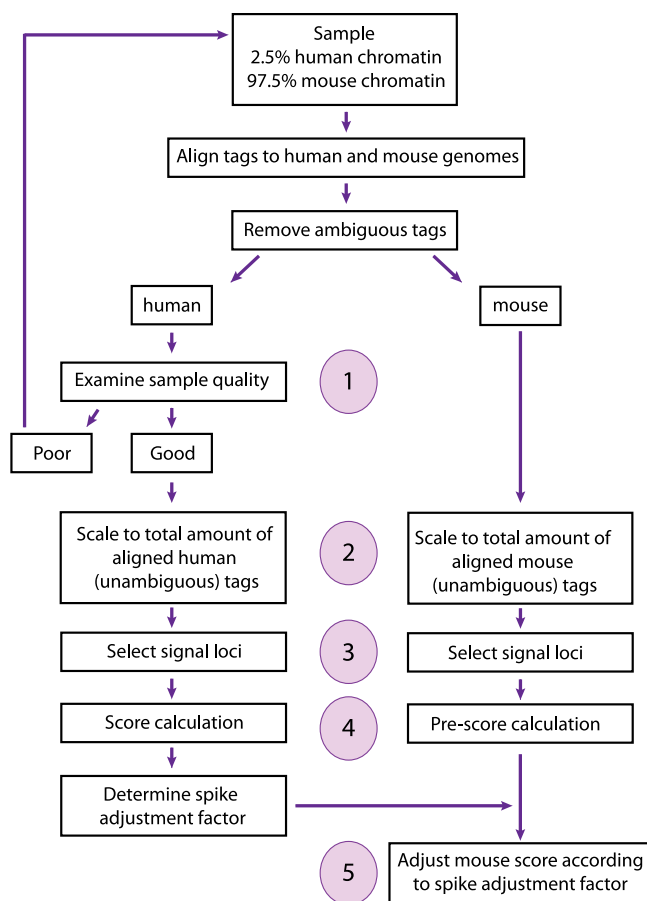 Sample
2.5% human chromatin
97.5% mouse chromatin
Align tags to human and mouse genomes
Remove ambiguous tags
human
mouse
Examine sample quality
1
Poor
Good
Scale to total amount of
aligned human
(unambiguous) tags
2
Scale to total amount of
aligned mouse
(unambiguous) tags
Select signal loci
3
Select signal loci
Score calculation
4
Pre-score calculation
Determine spike
adjustment factor
5
Adjust mouse score according
to spike adjustment factor